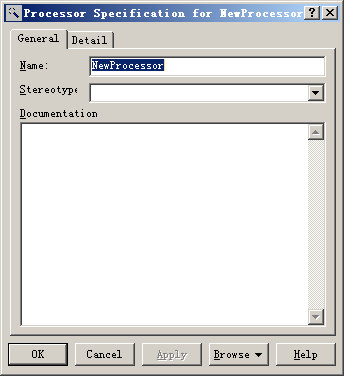 Processor Specification for NewProcessor
General Detail
Name: NewProcessor
Stereotype
Documentation
OK Cancel Apply Browse Help